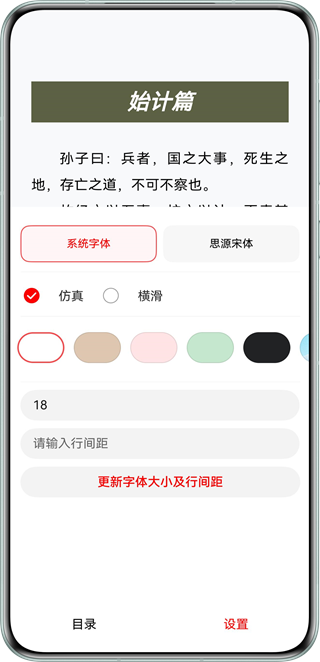 始计篇
孙子曰：兵者，国之大事，死生之
地，存亡之道，不可不察也。
系统字体
思源宋体
仿真
横滑
18
请输入行间距
更新字体大小及行间距
目录
设置